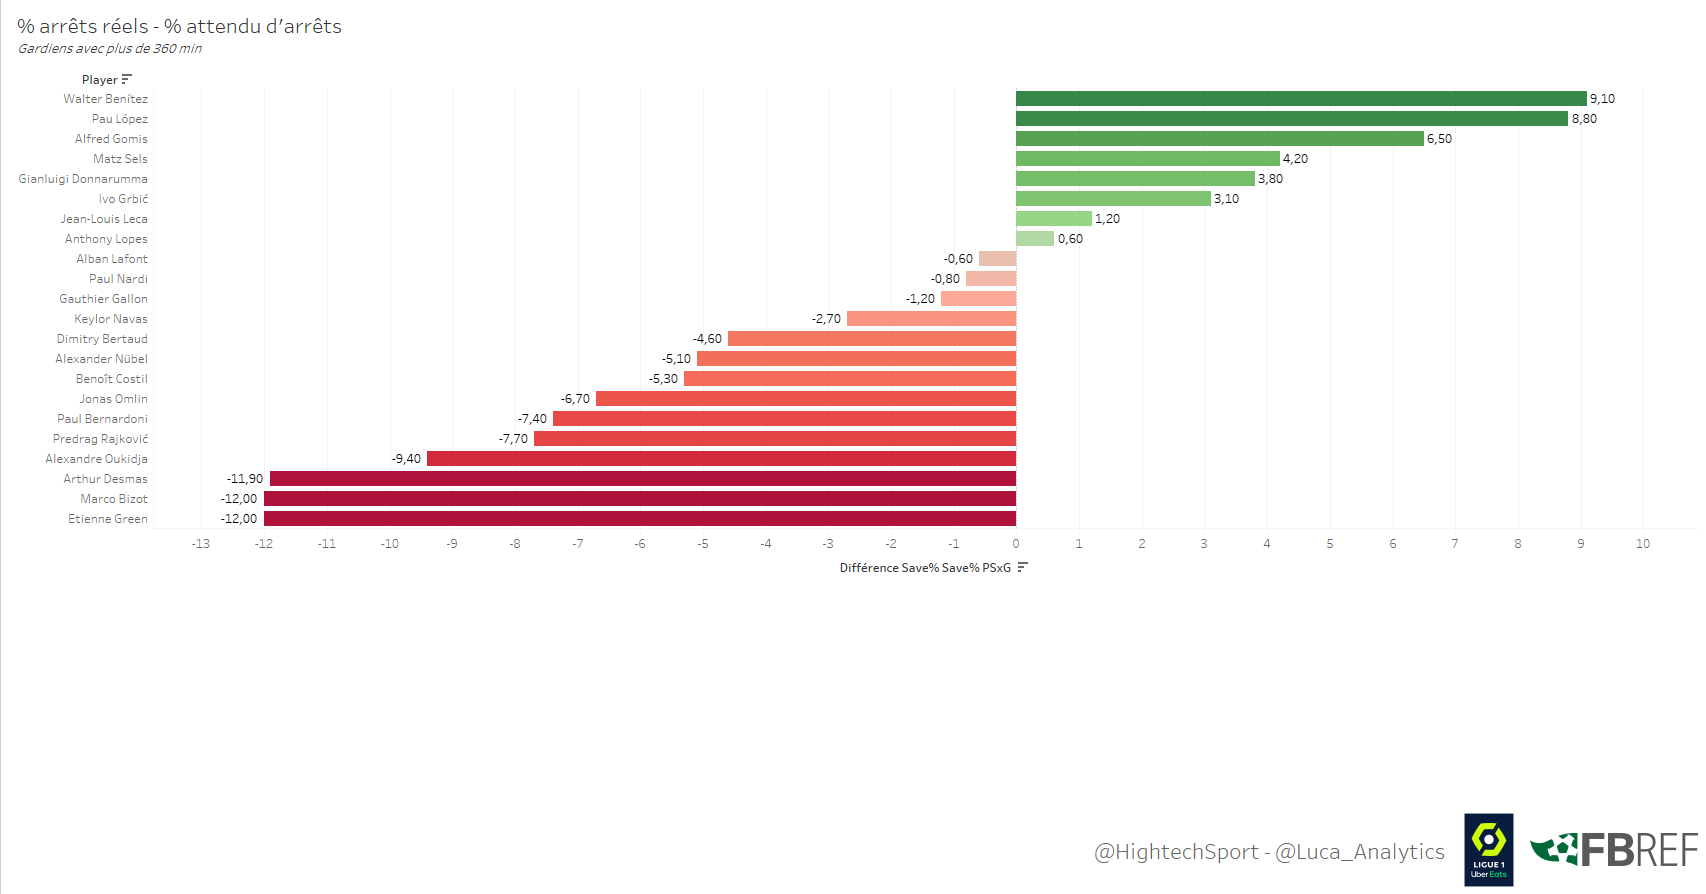 % arrêts réels - % attendu d'arrêts
Gardiens avec plus de 360 min
Player
Walter Benítez 9,10
Pau López 8,80
Alfred Gomis 6,50
Matz Sels 4,20
Gianluigi Donnarumma 3,80
Ivo Grbić 3,10
Jean-Louis Leca 1,20
Anthony Lopes 0,60
Alban Lafont -0,60
Paul Nardi -0,80
Gauthier Gallon -1,20
Keylor Navas -2,70
Dimitry Bertaud -4,60
Alexander Nübel -5,10
Benoît Costil -5,30
Jonas Omlin -6,70
Paul Bernardoni -7,40
Predrag Rajković -7,70
Alexandre Oukidja -9,40
Arthur Desmas -11,90
Marco Bizot -12,00
Etienne Green -12,00
-13 -12 -11 -10 -9 -8 -7 -6 -5 -4 -3 -2 -1 0 1 2 3 4 5 6 7 8 9 10
Différence Save% Save% PSxG
@HightechSport - @Luca_Analytics
LIGUE 1
Uber Eats
FBREF